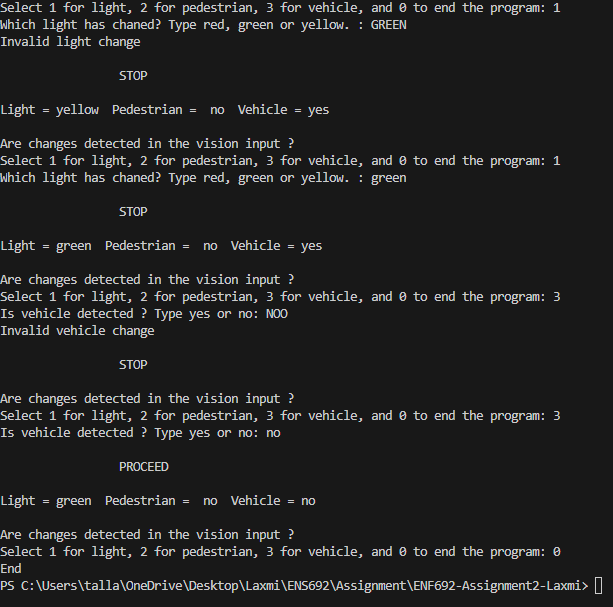 Select 1 for light, 2 for pedestrian, 3 for vehicle, and 0 to end the program: 1
Which light has chaned? Type red, green or yellow. : GREEN
Invalid light change
STOP
Light = yellow  Pedestrian =  no  Vehicle = yes
Are changes detected in the vision input ?
Select 1 for light, 2 for pedestrian, 3 for vehicle, and 0 to end the program: 1
Which light has chaned? Type red, green or yellow. : green
STOP
Light = green  Pedestrian =  no  Vehicle = yes
Are changes detected in the vision input ?
Select 1 for light, 2 for pedestrian, 3 for vehicle, and 0 to end the program: 3
Is vehicle detected ? Type yes or no: NOO
Invalid vehicle change
STOP
Are changes detected in the vision input ?
Select 1 for light, 2 for pedestrian, 3 for vehicle, and 0 to end the program: 3
Is vehicle detected ? Type yes or no: no
PROCEED
Light = green  Pedestrian =  no  Vehicle = no
Are changes detected in the vision input ?
Select 1 for light, 2 for pedestrian, 3 for vehicle, and 0 to end the program: 0
End
PS C:\Users\talla\OneDrive\Desktop\Laxmi\ENS692\Assignment\ENF692-Assignment2-Laxmi>